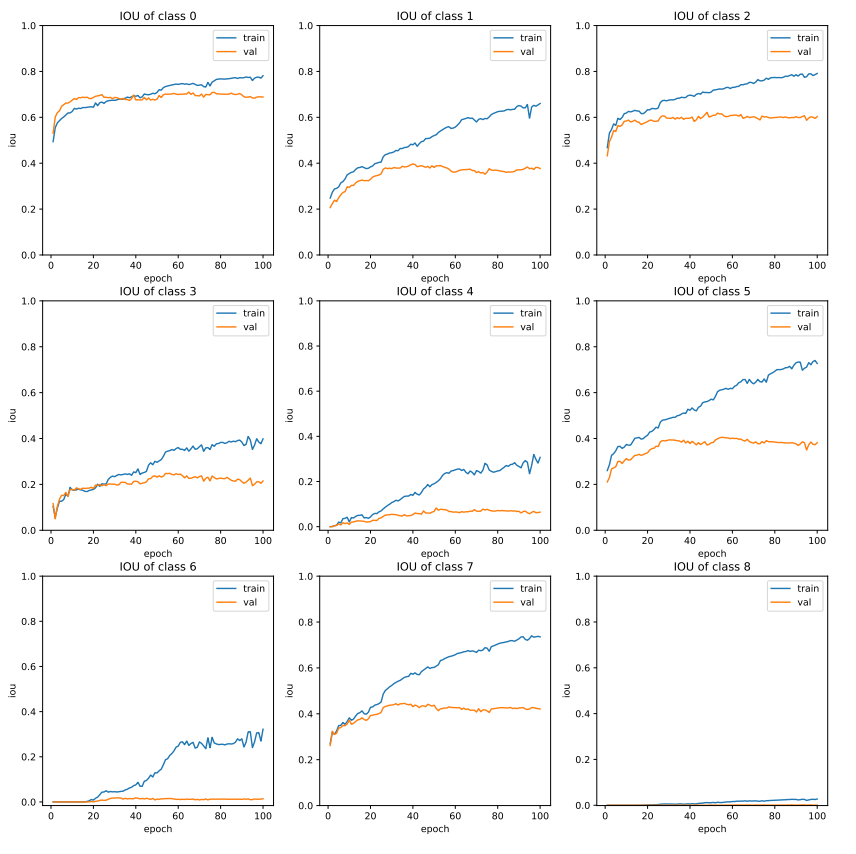 IOU of class 0
1.0
0.8
0.6
0.4
0.2
0.0
iou
train
val
0 20 40 60 80 100
epoch
IOU of class 1
1.0
0.8
0.6
0.4
0.2
0.0
iou
train
val
0 20 40 60 80 100
epoch
IOU of class 2
1.0
0.8
0.6
0.4
0.2
0.0
iou
train
val
0 20 40 60 80 100
epoch
IOU of class 3
1.0
0.8
0.6
0.4
0.2
0.0
iou
train
val
0 20 40 60 80 100
epoch
IOU of class 4
1.0
0.8
0.6
0.4
0.2
0.0
iou
train
val
0 20 40 60 80 100
epoch
IOU of class 5
1.0
0.8
0.6
0.4
0.2
0.0
iou
train
val
0 20 40 60 80 100
epoch
IOU of class 6
1.0
0.8
0.6
0.4
0.2
0.0
iou
train
val
0 20 40 60 80 100
epoch
IOU of class 7
1.0
0.8
0.6
0.4
0.2
0.0
iou
train
val
0 20 40 60 80 100
epoch
IOU of class 8
1.0
0.8
0.6
0.4
0.2
0.0
iou
train
val
0 20 40 60 80 100
epoch